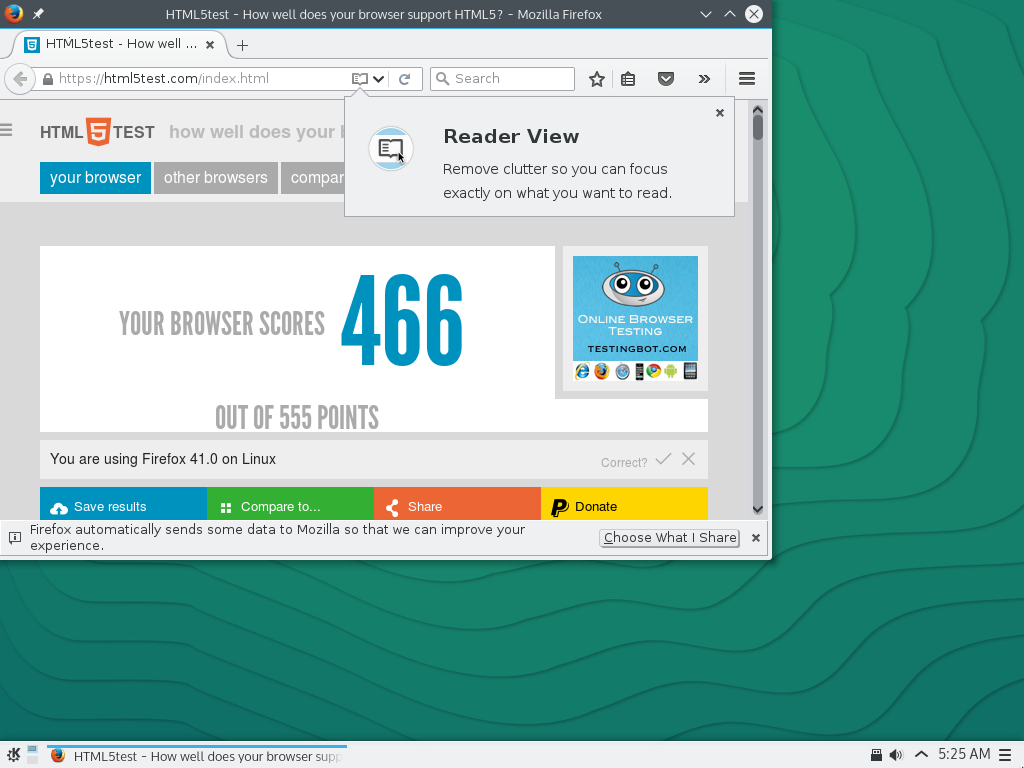 HTML5test - How well does your browser support HTML5? - Mozilla Firefox
HTML5test - How well ...
https://html5test.com/index.html
Search
Reader View
Remove clutter so you can focus
exactly on what you want to read.
HTML5TEST how well does your
your browser
other browsers
compar
YOUR BROWSER SCORES 466
OUT OF 555 POINTS
ONLINE BROWSER
TESTING
TESTINGBOT.COM
You are using Firefox 41.0 on Linux
Correct?
Save results
Compare to...
Share
Donate
Firefox automatically sends some data to Mozilla so that we can improve your
experience.
Choose What I Share
HTML5test - How well does your browser supp
5:25 AM